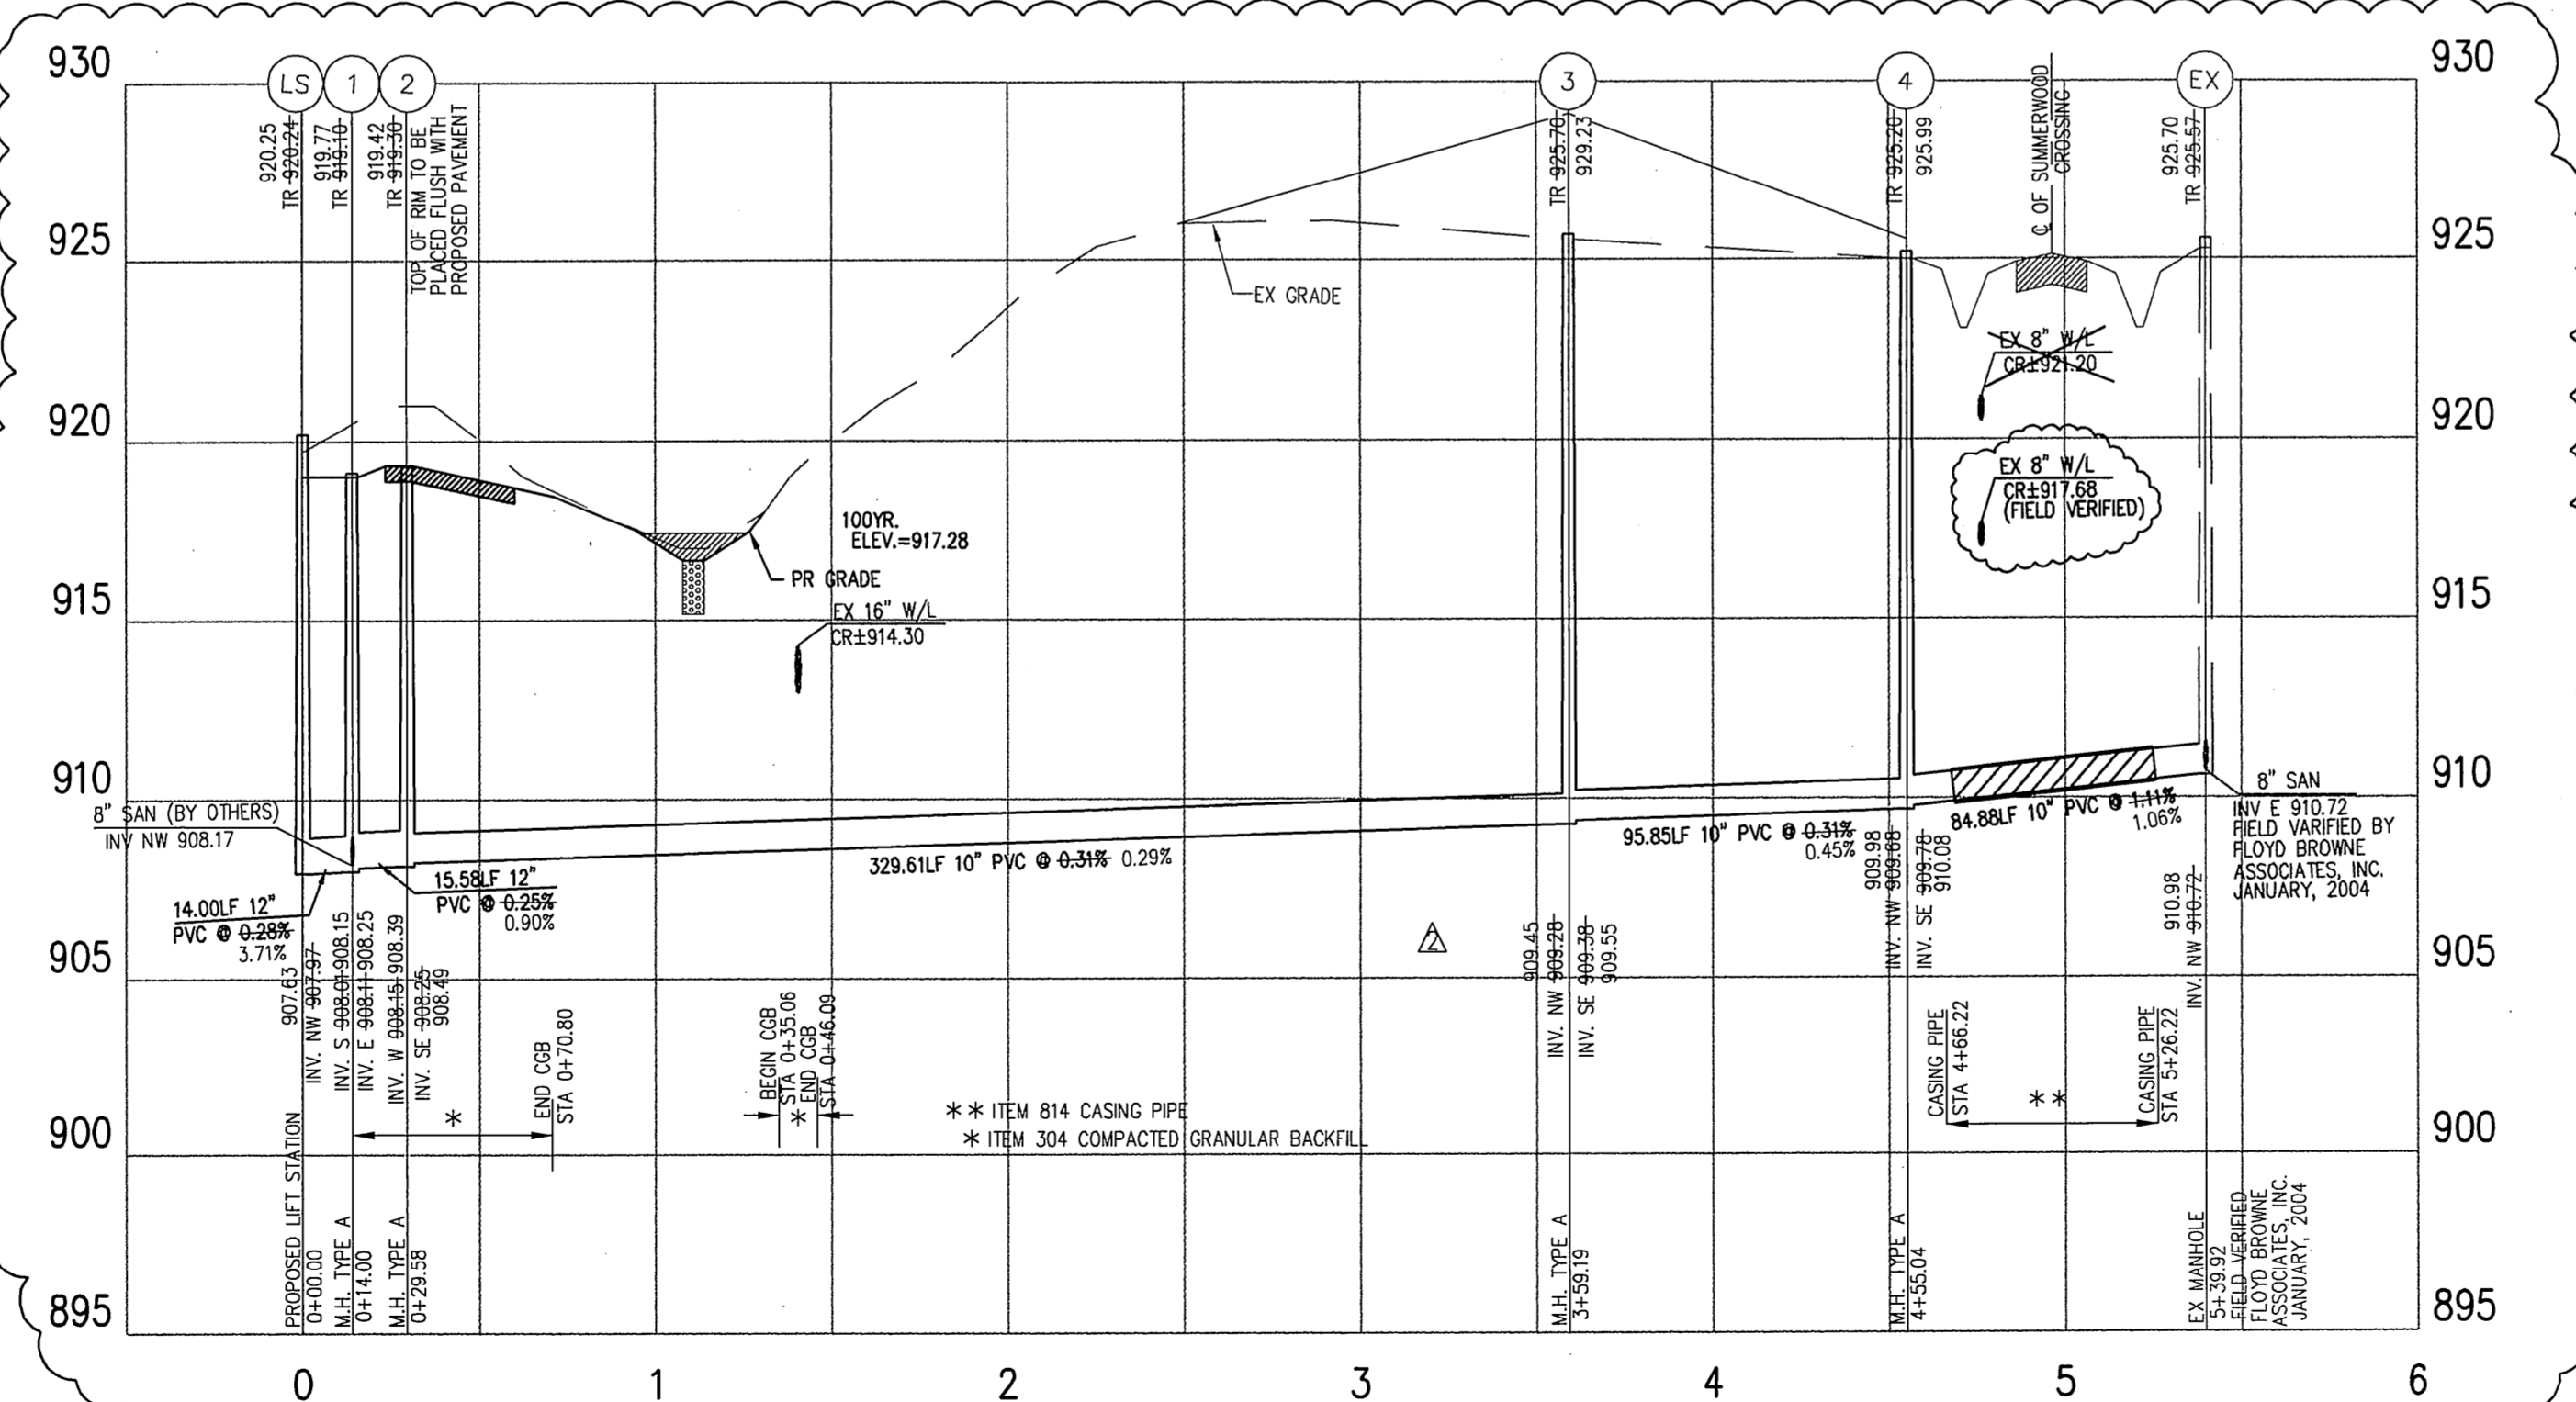 930
LS
1
2
3
4
EX
930
920.25
TR 920.24
919.77
TR 919.10
919.42
TR 919.30
TOP OF RIM TO BE
PLACED FLUSH WITH
PROPOSED PAVEMENT
TR 925.70
929.23
TR 925.20
925.99
℄ OF SUMMERWOOD
CROSSING
925.70
TR 925.57
925
925
EX GRADE
EX 8" W/L
CR±921.20
920
920
EX 8" W/L
CR±917.68
(FIELD VERIFIED)
100YR.
ELEV.=917.28
PR GRADE
915
915
EX 16" W/L
CR±914.30
910
910
8" SAN (BY OTHERS)
INV NW 908.17
8" SAN
INV E 910.72
FIELD VARIFIED BY
FLOYD BROWNE
ASSOCIATES, INC.
JANUARY, 2004
14.00LF 12"
PVC @ 0.28%
3.71%
15.58LF 12"
PVC @ 0.25%
0.90%
329.61LF 10" PVC @ 0.31% 0.29%
95.85LF 10" PVC @ 0.31%
0.45%
84.88LF 10" PVC @ 1.11%
1.06%
905
905
907.63
INV. NW 907.97
INV. S 908.01 908.15
INV. E 908.11 908.25
INV. W 908.15 908.39
INV. SE 908.25
908.49
2
909.45
INV. NW 909.28
INV. SE 909.38
909.55
909.98
INV. NW 909.68
INV. SE 909.78
910.08
910.98
INV. NW 910.72
*
END CGB
STA 0+70.80
BEGIN CGB
STA 0+35.06
*
END CGB
STA 0+46.09
** ITEM 814 CASING PIPE
* ITEM 304 COMPACTED GRANULAR BACKFILL
CASING PIPE
STA 4+66.22
**
CASING PIPE
STA 5+26.22
900
900
PROPOSED LIFT STATION
0+00.00
M.H. TYPE A
0+14.00
M.H. TYPE A
0+29.58
M.H. TYPE A
3+59.19
M.H. TYPE A
4+55.04
EX MANHOLE
5+39.92
FIELD VERIFIED
FLOYD BROWNE
ASSOCIATES, INC.
JANUARY, 2004
895
895
0
1
2
3
4
5
6